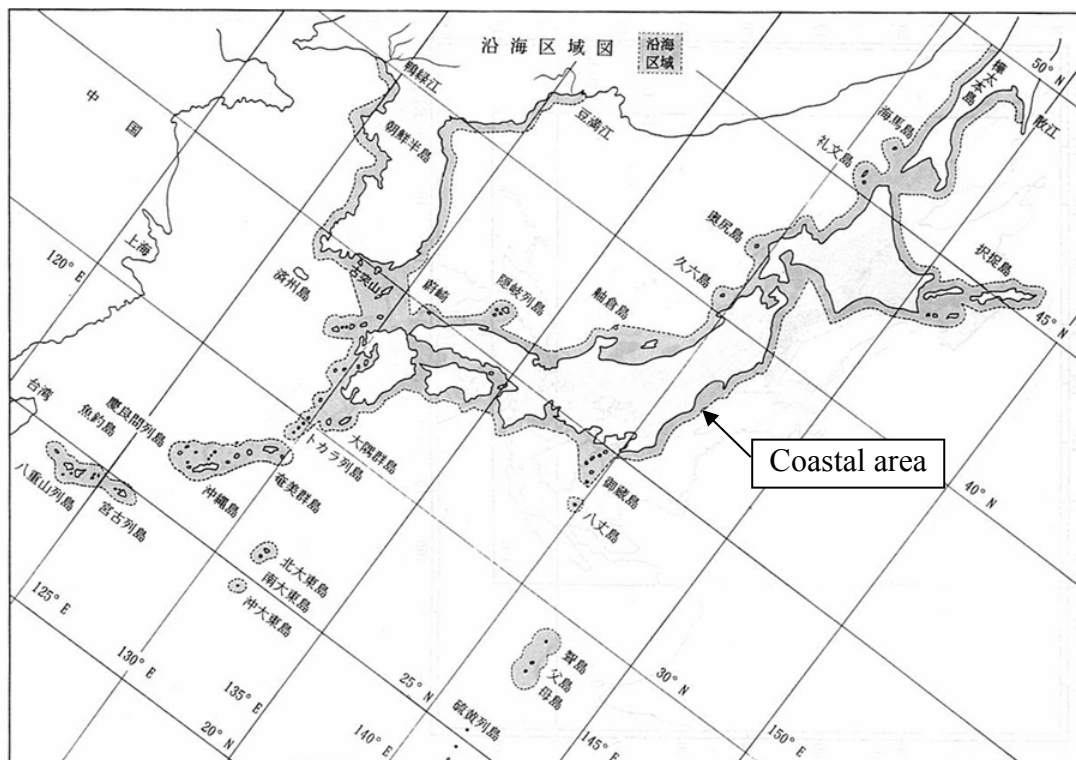 沿海区域図
沿海
区域
50°N
樺太本島
散江
海馬島
礼文島
鴨緑江
豆満江
中国
朝鮮半島
奥尻島
択捉島
上海
120°E
済州島
久六島
隠岐列島
舳倉島
45°N
台湾
魚釣島
慶良間列島
トカラ列島
大隅群島
Coastal area
八重山列島
宮古列島
沖縄島
奄美群島
御蔵島
八丈島
40°N
北大東島
南大東島
沖大東島
125°E
130°E
135°E
25°N
20°N
140°E
聟島
父島
母島
硫黄列島
30°N
145°E
150°E